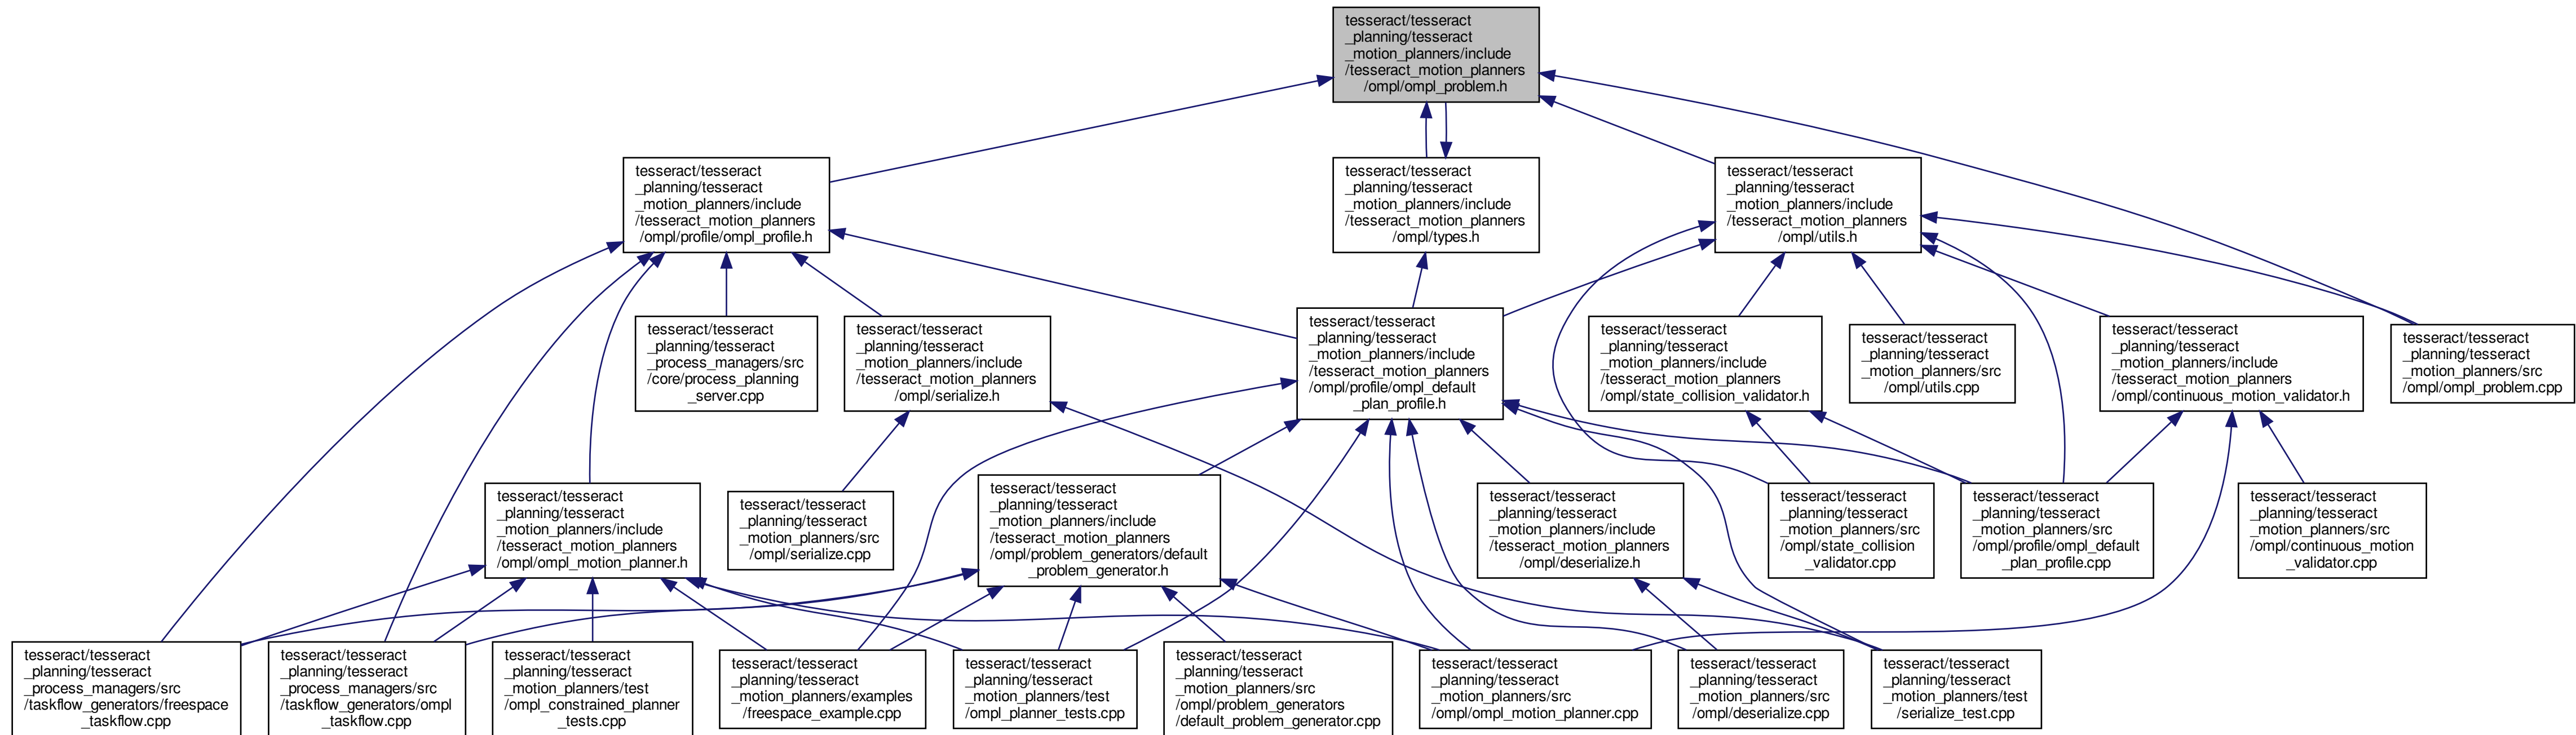 tesseract/tesseract
_planning/tesseract
_motion_planners/include
/tesseract_motion_planners
/ompl/ompl_problem.h
tesseract/tesseract
_planning/tesseract
_motion_planners/include
/tesseract_motion_planners
/ompl/profile/ompl_profile.h
tesseract/tesseract
_planning/tesseract
_motion_planners/include
/tesseract_motion_planners
/ompl/types.h
tesseract/tesseract
_planning/tesseract
_motion_planners/include
/tesseract_motion_planners
/ompl/utils.h
tesseract/tesseract
_planning/tesseract
_process_managers/src
/core/process_planning
_server.cpp
tesseract/tesseract
_planning/tesseract
_motion_planners/include
/tesseract_motion_planners
/ompl/serialize.h
tesseract/tesseract
_planning/tesseract
_motion_planners/include
/tesseract_motion_planners
/ompl/profile/ompl_default
_plan_profile.h
tesseract/tesseract
_planning/tesseract
_motion_planners/include
/tesseract_motion_planners
/ompl/state_collision_validator.h
tesseract/tesseract
_planning/tesseract
_motion_planners/src
/ompl/utils.cpp
tesseract/tesseract
_planning/tesseract
_motion_planners/include
/tesseract_motion_planners
/ompl/continuous_motion_validator.h
tesseract/tesseract
_planning/tesseract
_motion_planners/src
/ompl/ompl_problem.cpp
tesseract/tesseract
_planning/tesseract
_motion_planners/include
/tesseract_motion_planners
/ompl/ompl_motion_planner.h
tesseract/tesseract
_planning/tesseract
_motion_planners/src
/ompl/serialize.cpp
tesseract/tesseract
_planning/tesseract
_motion_planners/include
/tesseract_motion_planners
/ompl/problem_generators/default
_problem_generator.h
tesseract/tesseract
_planning/tesseract
_motion_planners/include
/tesseract_motion_planners
/ompl/deserialize.h
tesseract/tesseract
_planning/tesseract
_motion_planners/src
/ompl/state_collision
_validator.cpp
tesseract/tesseract
_planning/tesseract
_motion_planners/src
/ompl/profile/ompl_default
_plan_profile.cpp
tesseract/tesseract
_planning/tesseract
_motion_planners/src
/ompl/continuous_motion
_validator.cpp
tesseract/tesseract
_planning/tesseract
_process_managers/src
/taskflow_generators/freespace
_taskflow.cpp
tesseract/tesseract
_planning/tesseract
_process_managers/src
/taskflow_generators/ompl
_taskflow.cpp
tesseract/tesseract
_planning/tesseract
_motion_planners/test
/ompl_constrained_planner
_tests.cpp
tesseract/tesseract
_planning/tesseract
_motion_planners/examples
/freespace_example.cpp
tesseract/tesseract
_planning/tesseract
_motion_planners/test
/ompl_planner_tests.cpp
tesseract/tesseract
_planning/tesseract
_motion_planners/src
/ompl/problem_generators
/default_problem_generator.cpp
tesseract/tesseract
_planning/tesseract
_motion_planners/src
/ompl/ompl_motion_planner.cpp
tesseract/tesseract
_planning/tesseract
_motion_planners/src
/ompl/deserialize.cpp
tesseract/tesseract
_planning/tesseract
_motion_planners/test
/serialize_test.cpp